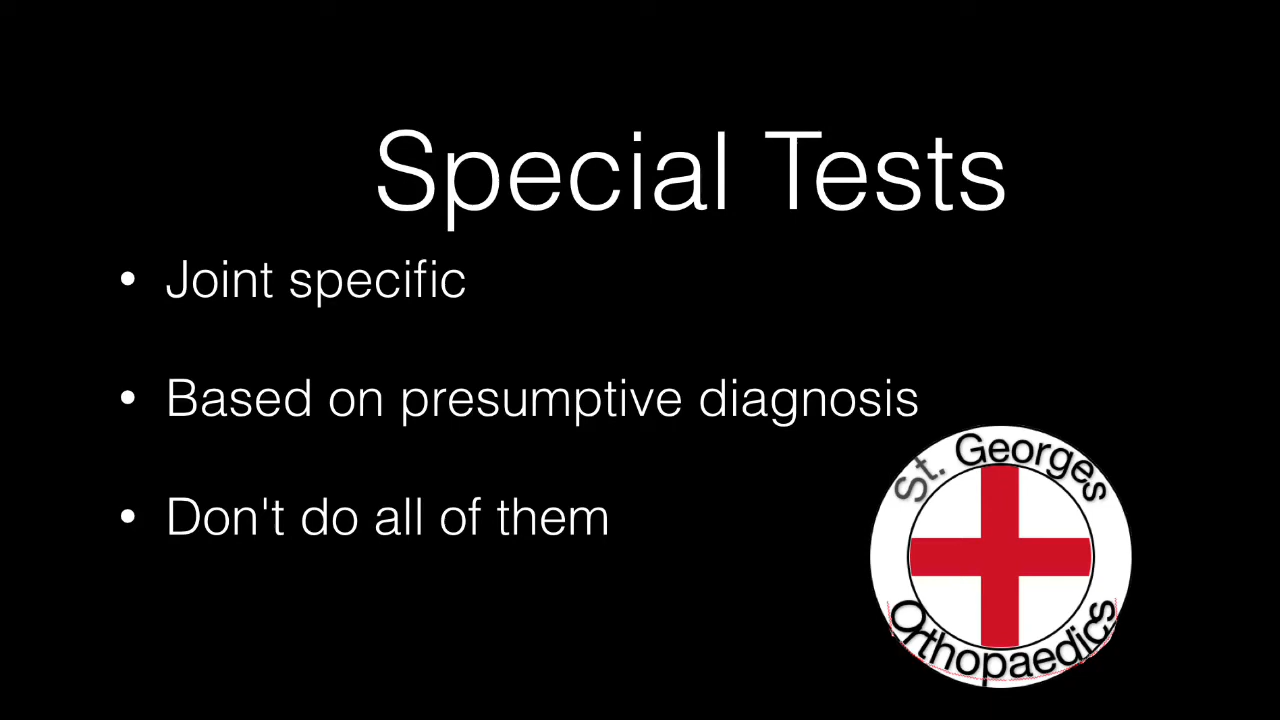 Special Tests
• Joint specific
• Based on presumptive diagnosis
• Don't do all of them
St. Georges
Orthopaedics